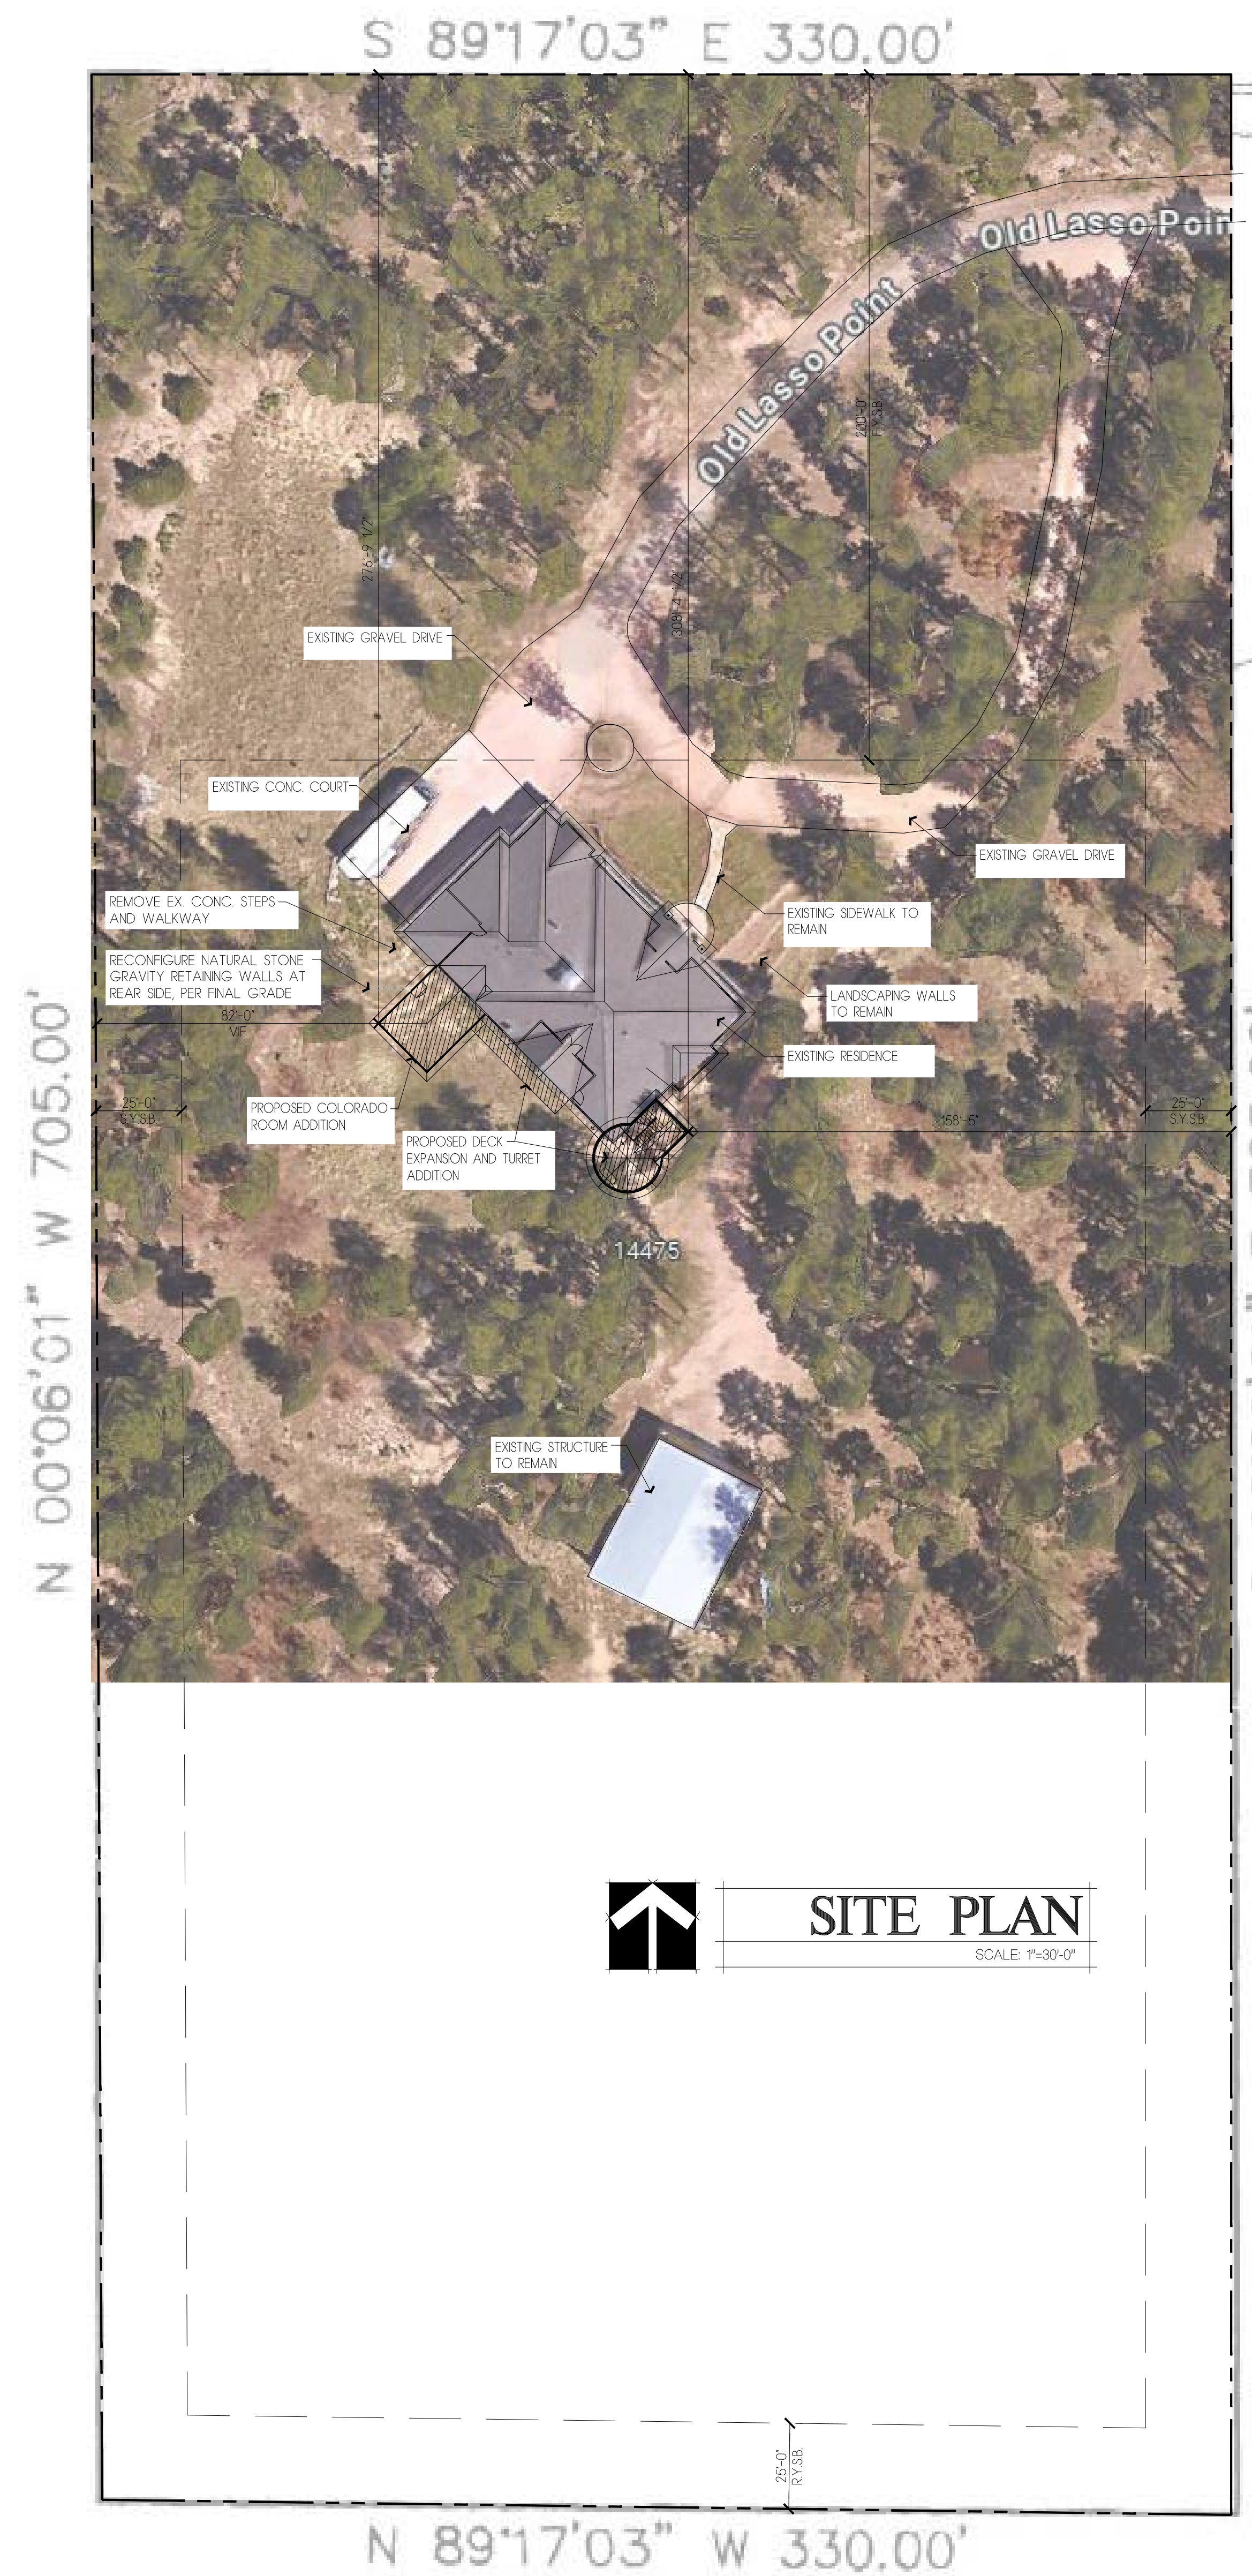 S 89°17'03" E 330.00'
Old Lasso Poin
Old Lasso Point
200'-0"
F.Y.S.B.
276'-9 1/2"
308'-4 1/2"
EXISTING GRAVEL DRIVE
EXISTING CONC. COURT
EXISTING GRAVEL DRIVE
REMOVE EX. CONC. STEPS
AND WALKWAY
EXISTING SIDEWALK TO
REMAIN
RECONFIGURE NATURAL STONE
GRAVITY RETAINING WALLS AT
REAR SIDE, PER FINAL GRADE
LANDSCAPING WALLS
TO REMAIN
82'-0"
VIF
EXISTING RESIDENCE
25'-0"
S.Y.S.B.
PROPOSED COLORADO
ROOM ADDITION
158'-5"
25'-0"
S.Y.S.B.
PROPOSED DECK
EXPANSION AND TURRET
ADDITION
N 00°06'01" W 705.00'
14475
EXISTING STRUCTURE
TO REMAIN
SITE PLAN
SCALE: 1"=30'-0"
25'-0"
R.Y.S.B.
N 89°17'03" W 330.00'